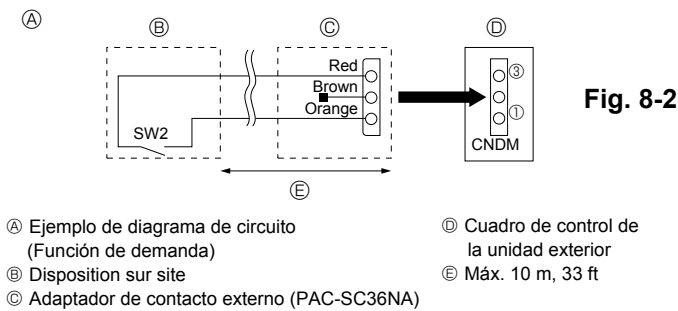 Ⓐ
Ⓑ
Ⓒ
Ⓓ
Red
Brown
Orange
SW2
③
①
CNDM
Fig. 8-2
Ⓔ
Ⓐ Ejemplo de diagrama de circuito
(Función de demanda)
Ⓑ Disposition sur site
Ⓒ Adaptador de contacto externo (PAC-SC36NA)
Ⓓ Cuadro de control de
la unidad exterior
Ⓔ Máx. 10 m, 33 ft